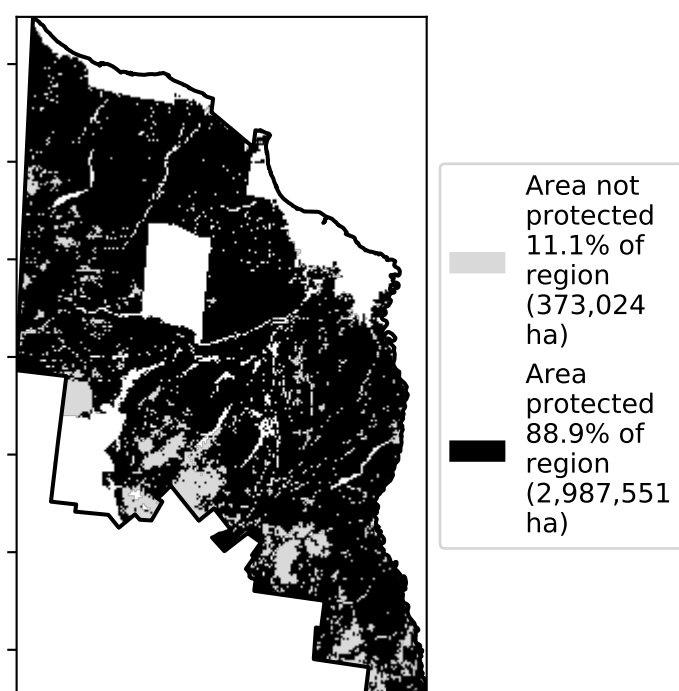 Area not
protected
11.1% of
region
(373,024
ha)
Area
protected
88.9% of
region
(2,987,551
ha)